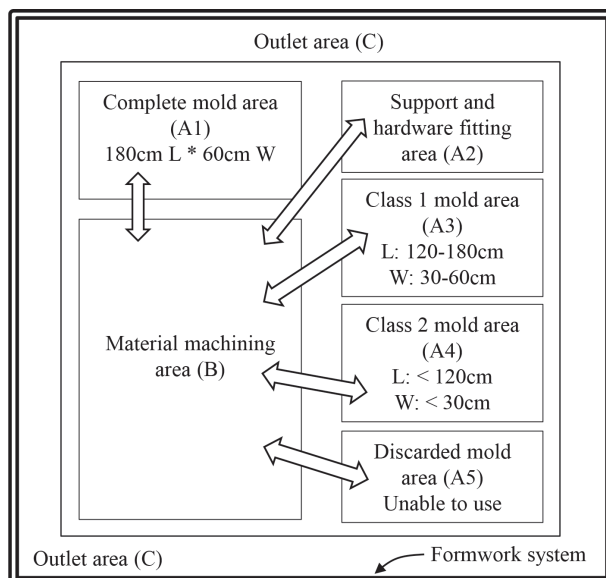 Outlet area (C)
Complete mold area
(A1)
180cm L * 60cm W
Support and
hardware fitting
area (A2)
Class 1 mold area
(A3)
L: 120-180cm
W: 30-60cm
Material machining
area (B)
Class 2 mold area
(A4)
L: < 120cm
W: < 30cm
Discarded mold
area (A5)
Unable to use
Outlet area (C)
Formwork system